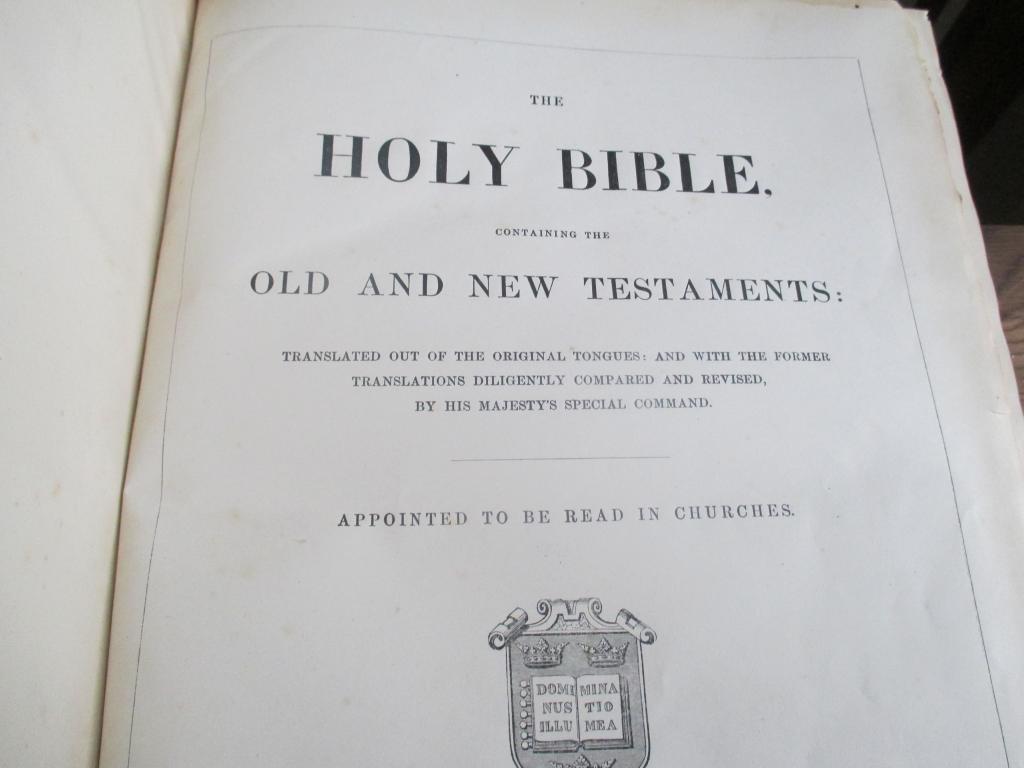 THE
HOLY BIBLE,
CONTAINING THE
OLD AND NEW TESTAMENTS:
TRANSLATED OUT OF THE ORIGINAL TONGUES: AND WITH THE FORMER
TRANSLATIONS DILIGENTLY COMPARED AND REVISED,
BY HIS MAJESTY'S SPECIAL COMMAND.
APPOINTED TO BE READ IN CHURCHES.
DOMI MINA
NUS TIO
ILLU MEA